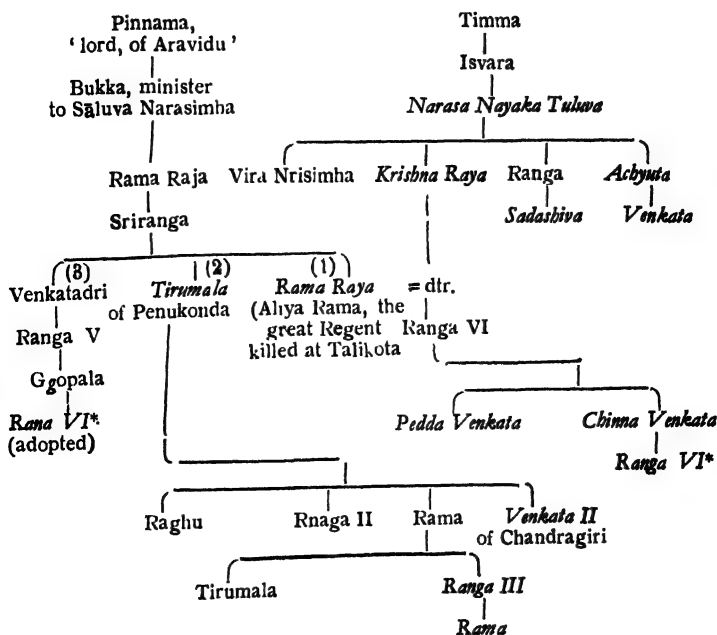 Pinnama,
'lord, of Aravidu'
Timma
Isvara
Bukka, minister
to Sāluva Narasimha
Narasa Nayaka Tuluva
Rama Raja Vira Nrisimha Krishna Raya Ranga Achyuta
Sriranga
Sadashiva Venkata
(3) (2) (1)
Venkatadri Tirumala Rama Raya = dtr.
of Penukonda (Aliya Rama, the
Ranga V great Regent Ranga VI
killed at Talikota
Ggopala
Rana VI*
(adopted)
Pedda Venkata Chinna Venkata
Ranga VI*
Raghu Rnaga II Rama Venkata II
of Chandragiri
Tirumala Ranga III
Rama